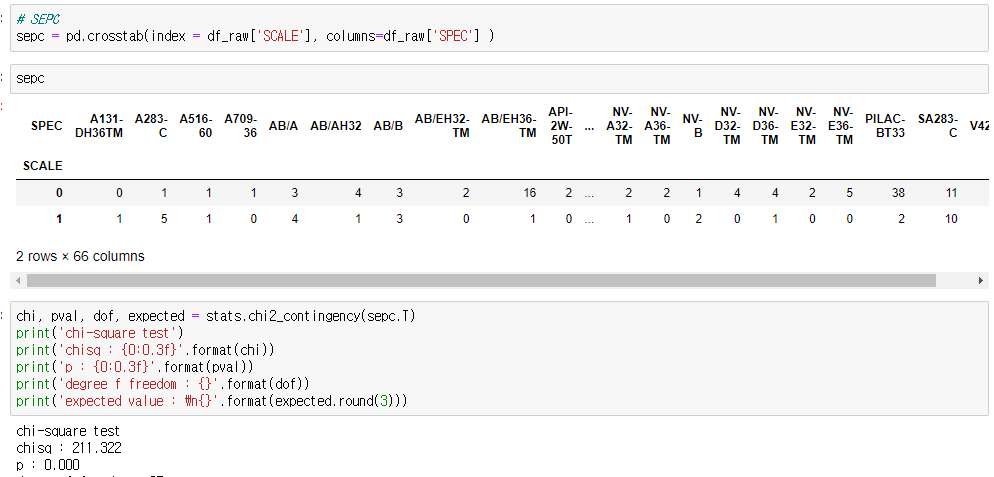 # SEPC
sepc = pd.crosstab(index = df_raw['SCALE'], columns=df_raw['SPEC'] )
sepc
SPEC A131-DH36TM A283-C A516-60 A709-36 AB/A AB/AH32 AB/B AB/EH32-TM AB/EH36-TM API-2W-50T ... NV-A32-TM NV-A36-TM NV-B NV-D32-TM NV-D36-TM NV-E32-TM NV-E36-TM PILAC-BT33 SA283-C V42
SCALE
0 0 1 1 1 3 4 3 2 16 2 ... 2 2 1 4 4 2 5 38 11
1 1 5 1 0 4 1 3 0 1 0 ... 1 0 2 0 1 0 0 2 10
2 rows × 66 columns
chi, pval, dof, expected = stats.chi2_contingency(sepc.T)
print('chi-square test')
print('chisq : {0:0.3f}'.format(chi))
print('p : {0:0.3f}'.format(pval))
print('degree f freedom : {}'.format(dof))
print('expected value : ₩n{}'.format(expected.round(3)))
chi-square test
chisq : 211.322
p : 0.000